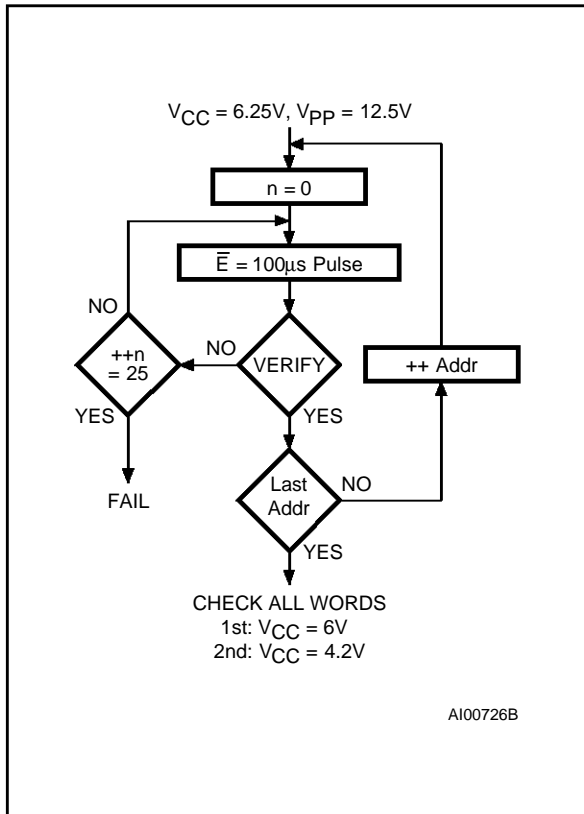 VCC = 6.25V, VPP = 12.5V
n = 0
E̅ = 100μs Pulse
NO
++n
= 25
NO
VERIFY
++ Addr
YES
YES
FAIL
Last
Addr
NO
YES
CHECK ALL WORDS
1st: VCC = 6V
2nd: VCC = 4.2V
AI00726B